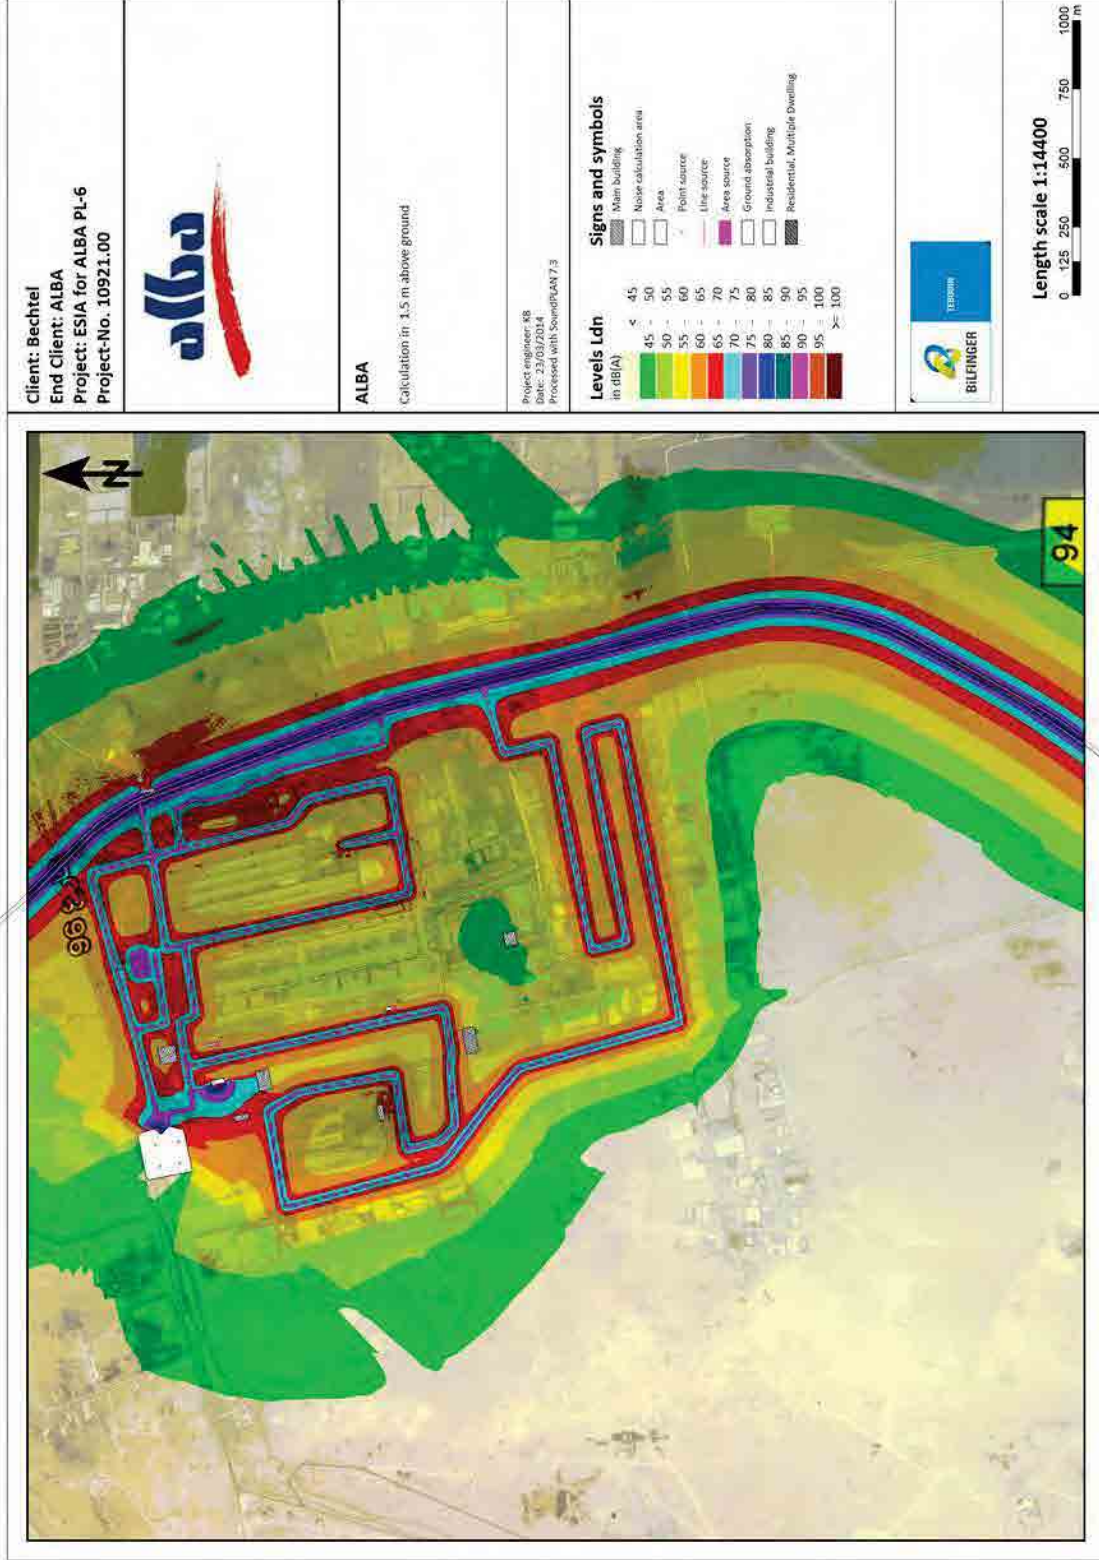 Client: Bechtel
End Client: ALBA
Project: ESIA for ALBA PL-6
Project-No. 10921.00
alba
ALBA
Calculation in 1.5 m above ground
Project engineer: KB
Date: 23/03/2014
Processed with SoundPLAN 7.3
Levels Ldn
in dB(A)
< 45
45 - 50
50 - 55
55 - 60
60 - 65
65 - 70
70 - 75
75 - 80
80 - 85
85 - 90
90 - 95
95 - 100
>= 100
Signs and symbols
Main building
Noise calculation area
Area
Point source
Line source
Area source
Ground absorption
Industrial building
Residential, Multiple Dwelling
BILFINGER
TEBODIN
Length scale 1:14400
0 125 250 500 750 1000
m
N
94